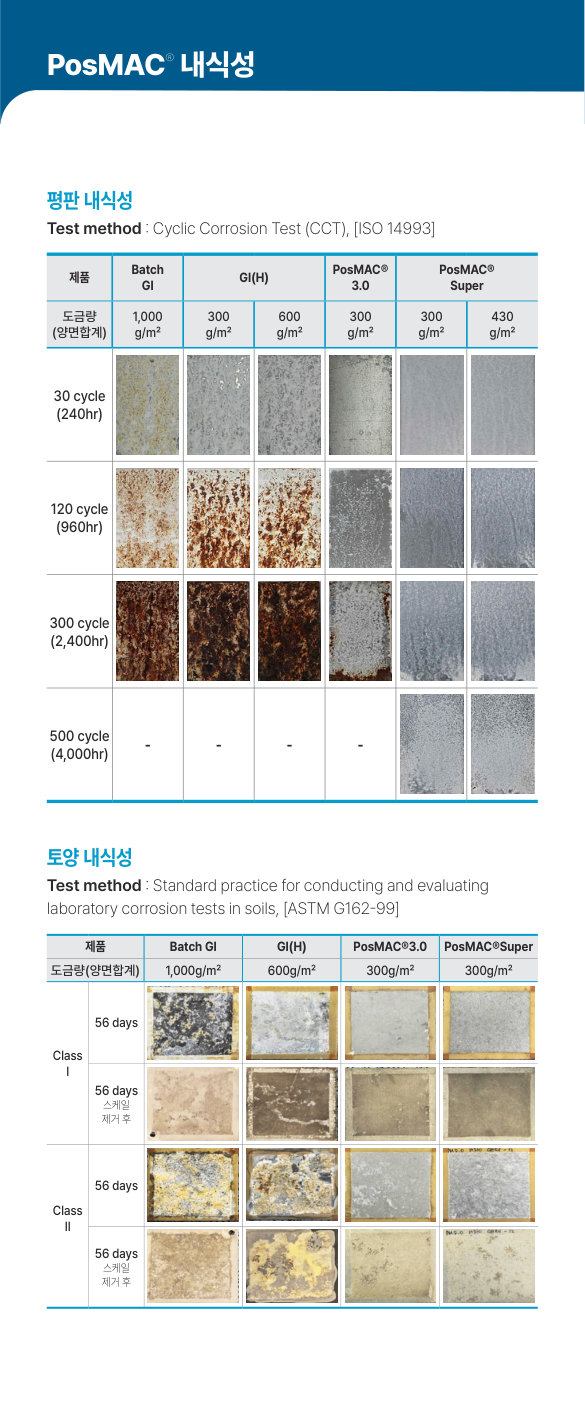 PosMAC® 내식성
평판 내식성
Test method : Cyclic Corrosion Test (CCT), [ISO 14993]
제품
Batch
GI
GI(H)
PosMAC®
3.0
PosMAC®
Super
도금량
(양면합계)
1,000
g/m²
300
g/m²
600
g/m²
300
g/m²
300
g/m²
430
g/m²
30 cycle
(240hr)
120 cycle
(960hr)
300 cycle
(2,400hr)
500 cycle
(4,000hr)
- - - -
토양 내식성
Test method : Standard practice for conducting and evaluating
laboratory corrosion tests in soils, [ASTM G162-99]
제품 Batch GI GI(H) PosMAC®3.0 PosMAC®Super
도금량(양면합계) 1,000g/m² 600g/m² 300g/m² 300g/m²
Class
I
56 days
56 days
스케일
제거 후
Class
II
56 days
56 days
스케일
제거 후